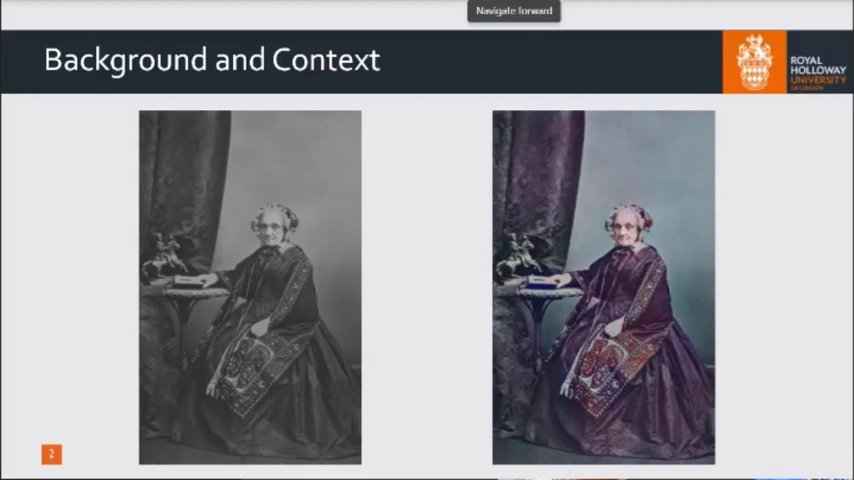 Navigate forward
Background and Context
ROYAL
HOLLOWAY
UNIVERSITY
OF LONDON
2